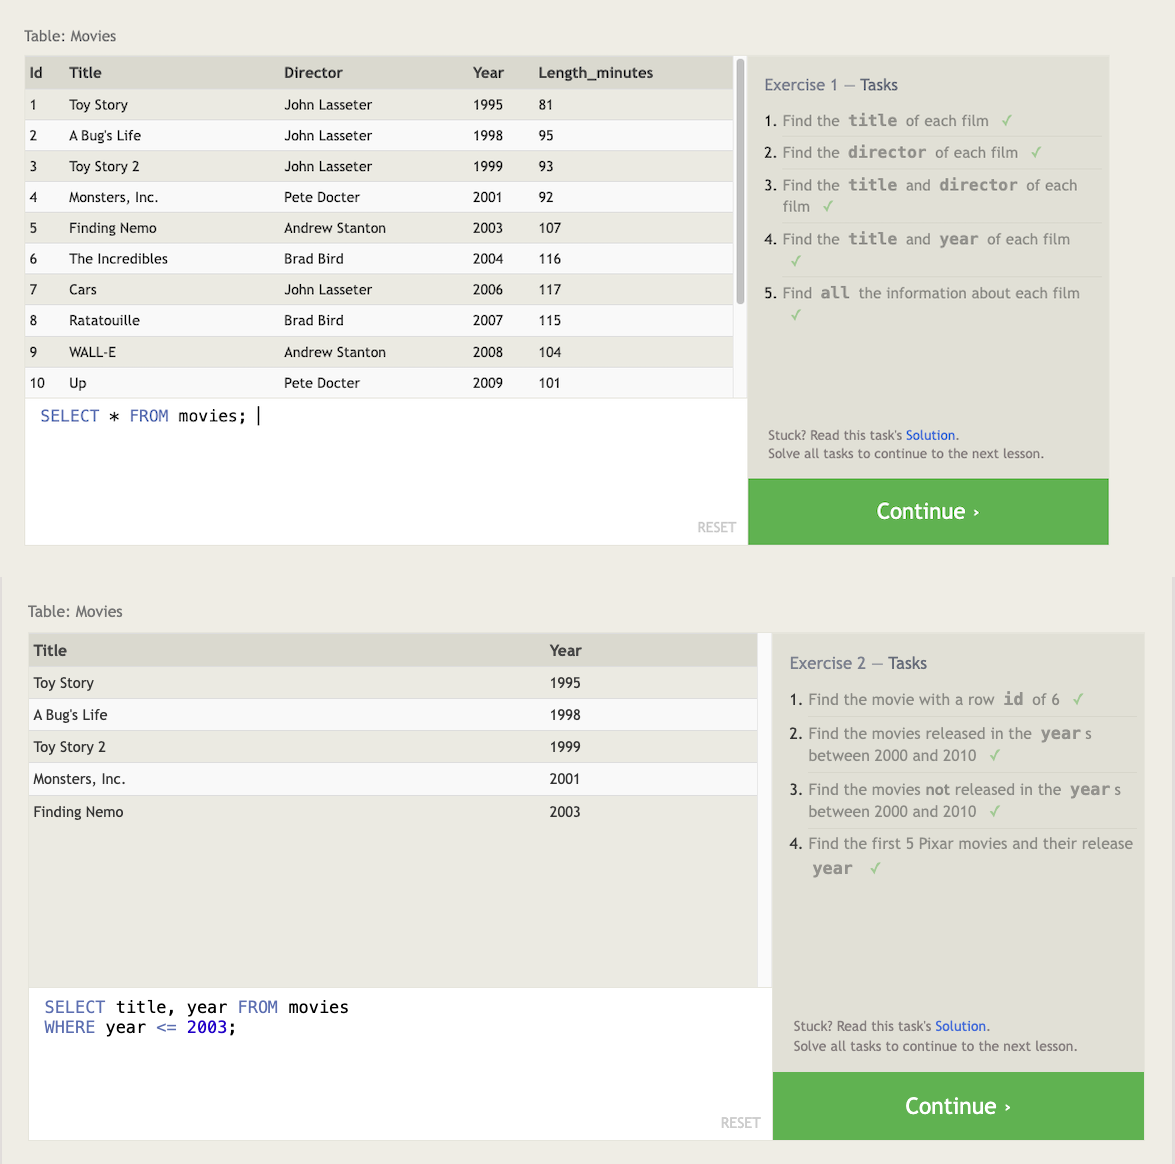 Table: Movies
Id Title Director Year Length_minutes
1 Toy Story John Lasseter 1995 81
2 A Bug's Life John Lasseter 1998 95
3 Toy Story 2 John Lasseter 1999 93
4 Monsters, Inc. Pete Docter 2001 92
5 Finding Nemo Andrew Stanton 2003 107
6 The Incredibles Brad Bird 2004 116
7 Cars John Lasseter 2006 117
8 Ratatouille Brad Bird 2007 115
9 WALL-E Andrew Stanton 2008 104
10 Up Pete Docter 2009 101
SELECT * FROM movies;
RESET
Exercise 1 — Tasks
1. Find the title of each film ✓
2. Find the director of each film ✓
3. Find the title and director of each
film ✓
4. Find the title and year of each film
✓
5. Find all the information about each film
✓
Stuck? Read this task's Solution.
Solve all tasks to continue to the next lesson.
Continue ›
Table: Movies
Title Year
Toy Story 1995
A Bug's Life 1998
Toy Story 2 1999
Monsters, Inc. 2001
Finding Nemo 2003
SELECT title, year FROM movies
WHERE year <= 2003;
RESET
Exercise 2 — Tasks
1. Find the movie with a row id of 6 ✓
2. Find the movies released in the year s
between 2000 and 2010 ✓
3. Find the movies not released in the year s
between 2000 and 2010 ✓
4. Find the first 5 Pixar movies and their release
year ✓
Stuck? Read this task's Solution.
Solve all tasks to continue to the next lesson.
Continue ›